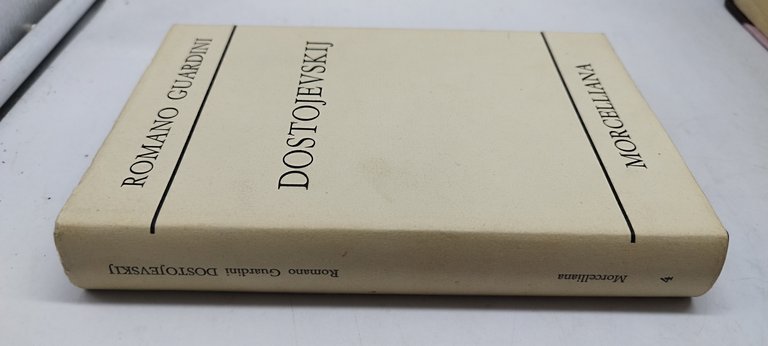 ROMANO GUARDINI
DOSTOJEVSKIJ
MORCELLIANA
Romano Guardini DOSTOJEVSKIJ
Morcelliana
4